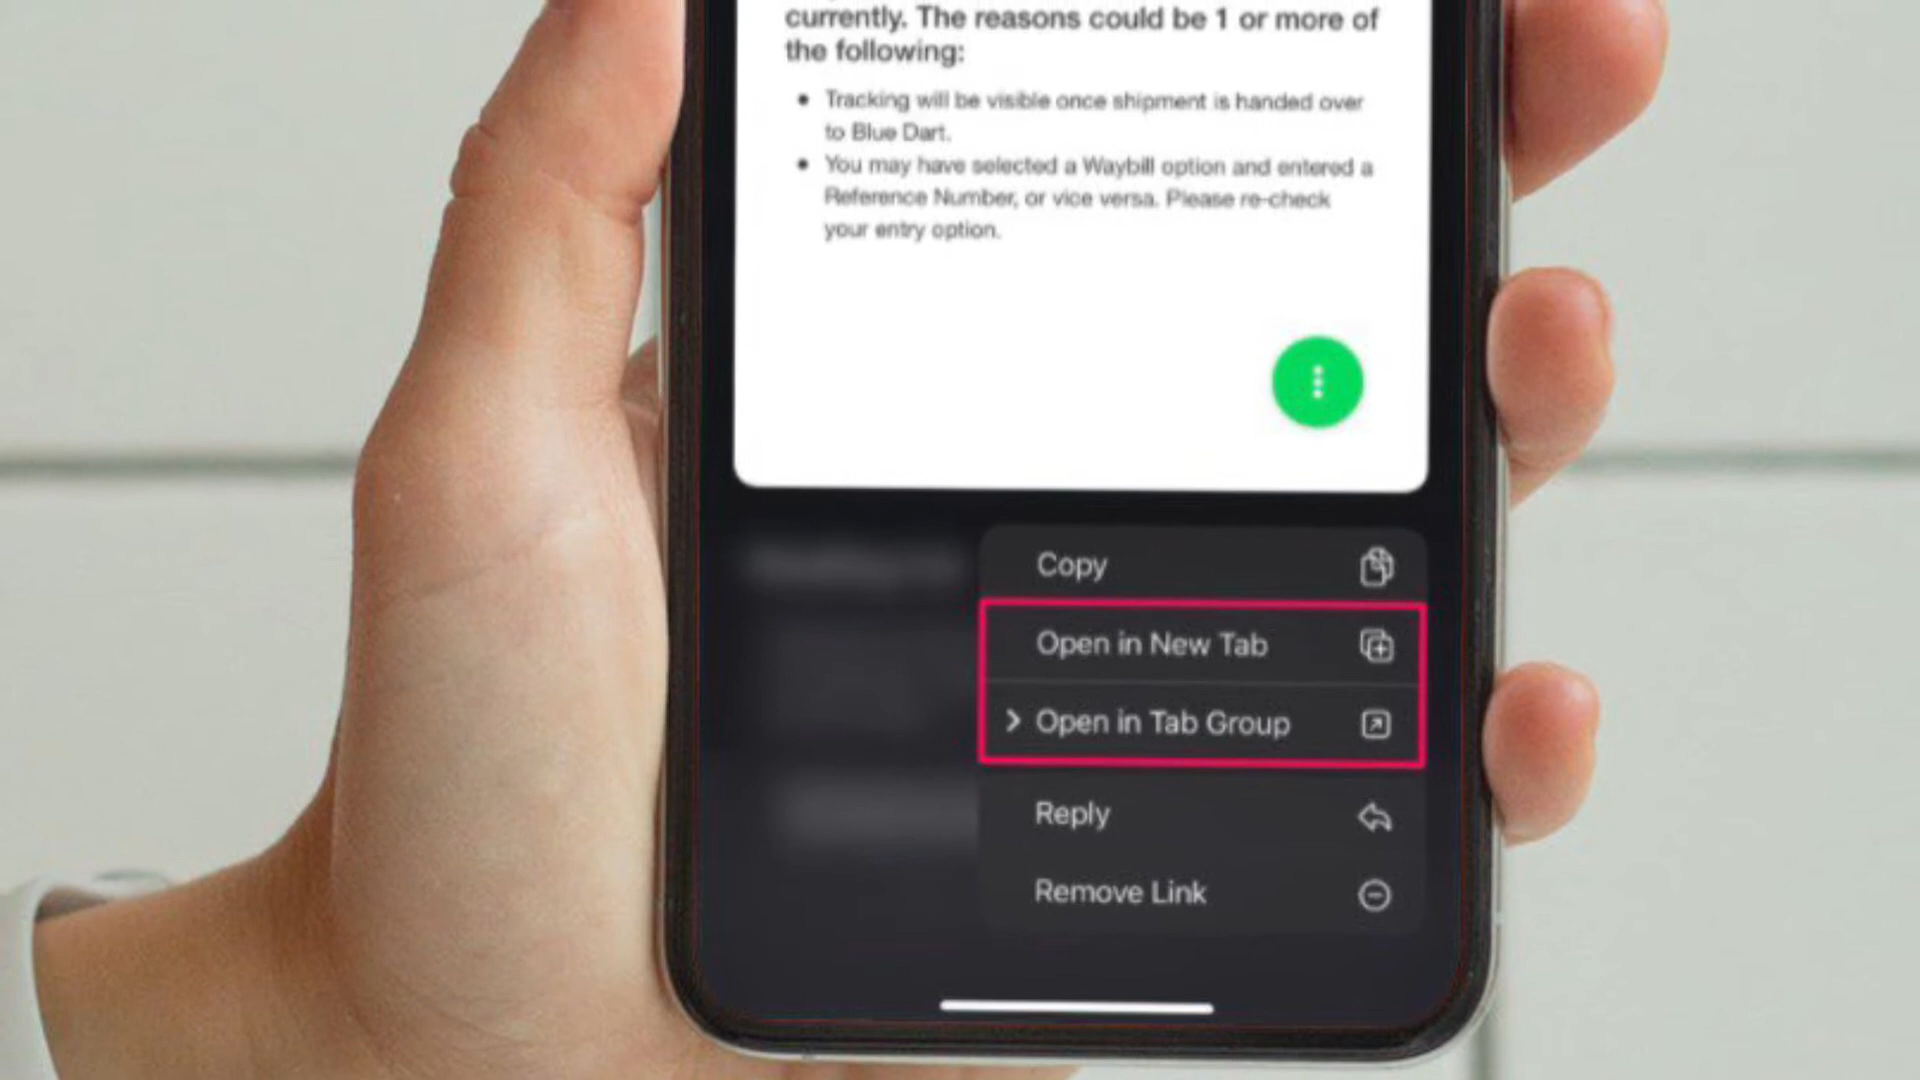 currently. The reasons could be 1 or more of
the following:
• Tracking will be visible once shipment is handed over
to Blue Dart.
• You may have selected a Waybill option and entered a
Reference Number, or vice versa. Please re-check
your entry option.
Copy
Open in New Tab
Open in Tab Group
Reply
Remove Link